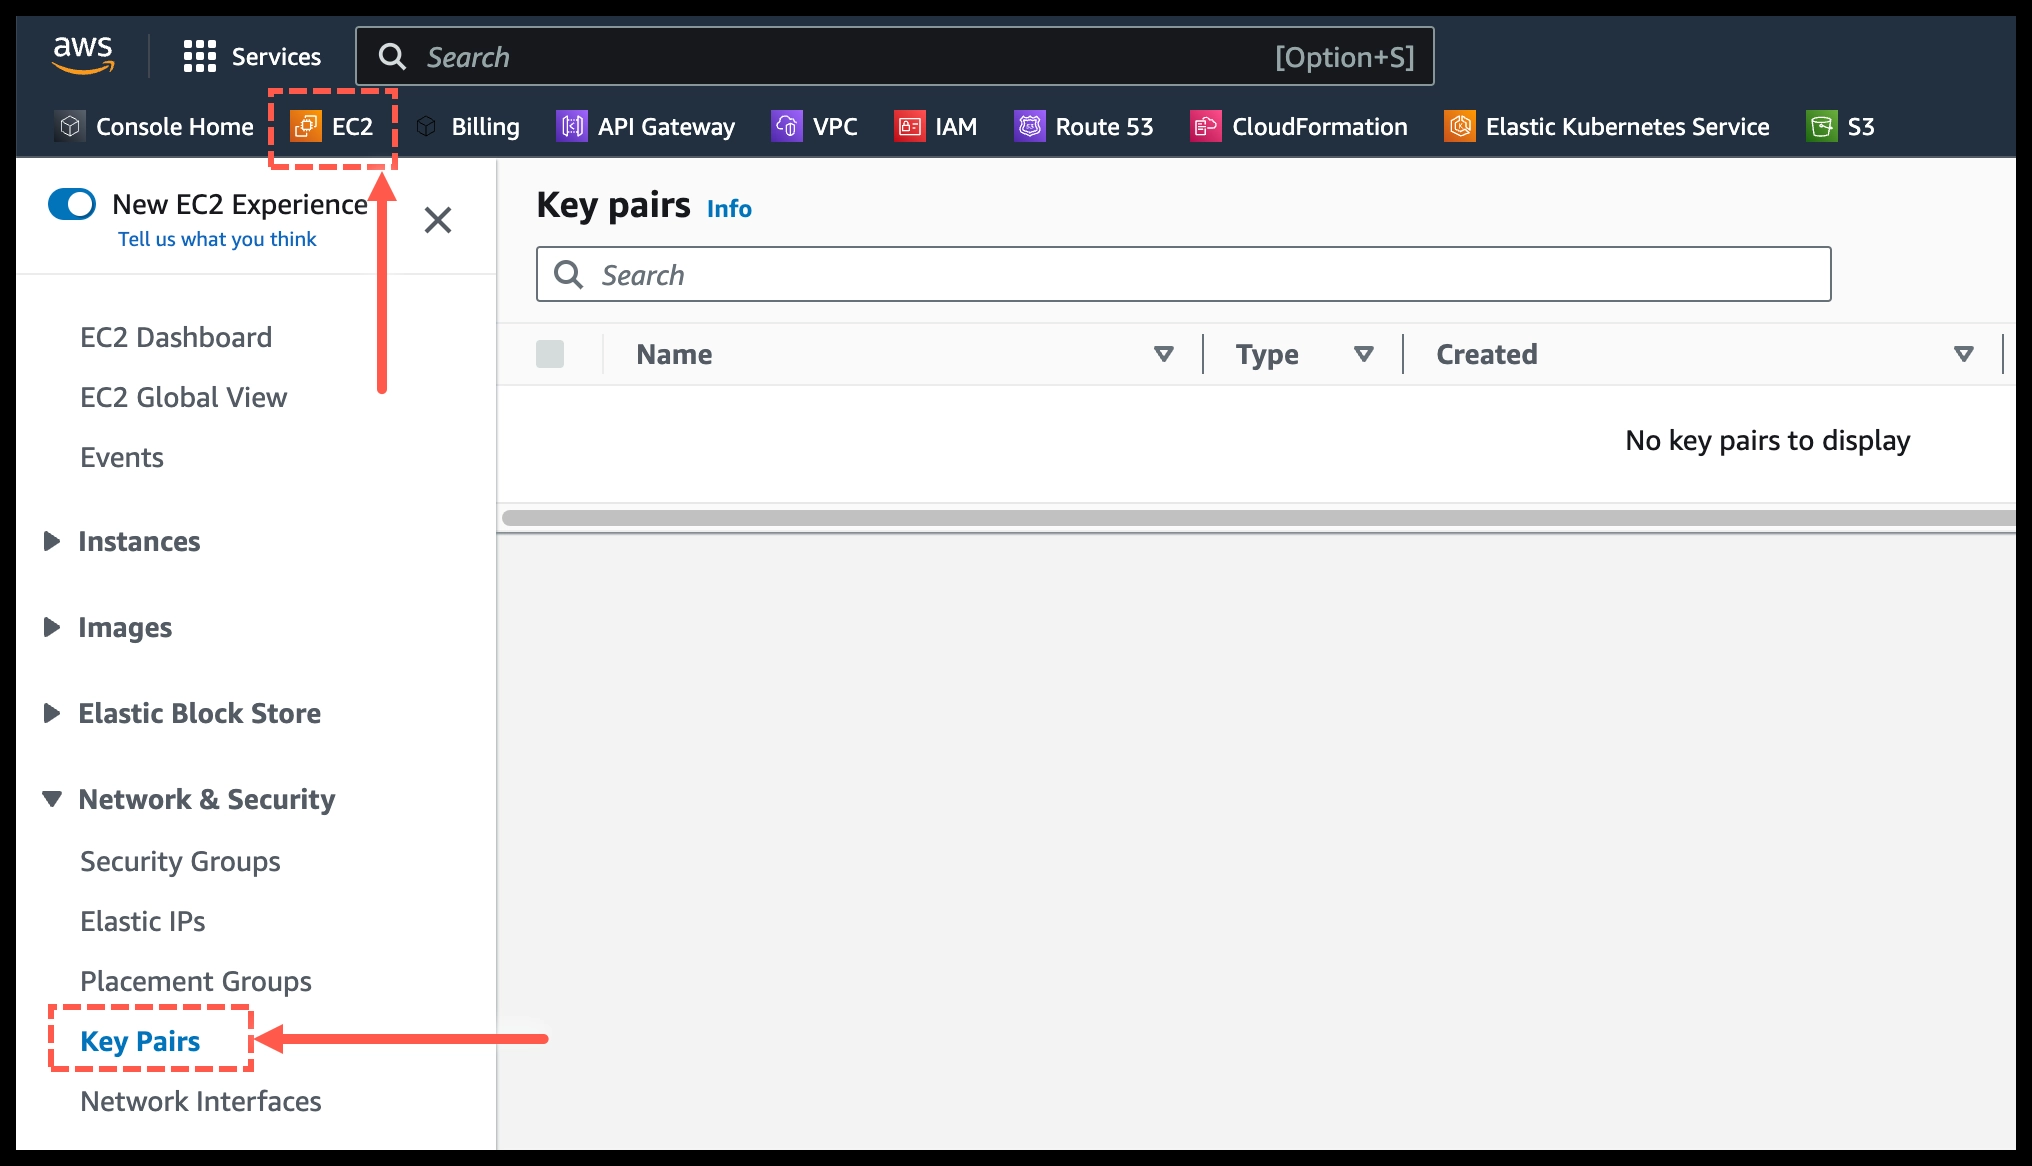 aws
Services
Search [Option+S]
Console Home EC2 Billing API Gateway VPC IAM Route 53 CloudFormation Elastic Kubernetes Service S3
New EC2 Experience
Tell us what you think
EC2 Dashboard
EC2 Global View
Events
Instances
Images
Elastic Block Store
Network & Security
Security Groups
Elastic IPs
Placement Groups
Key Pairs
Network Interfaces
Key pairs Info
Search
Name Type Created
No key pairs to display